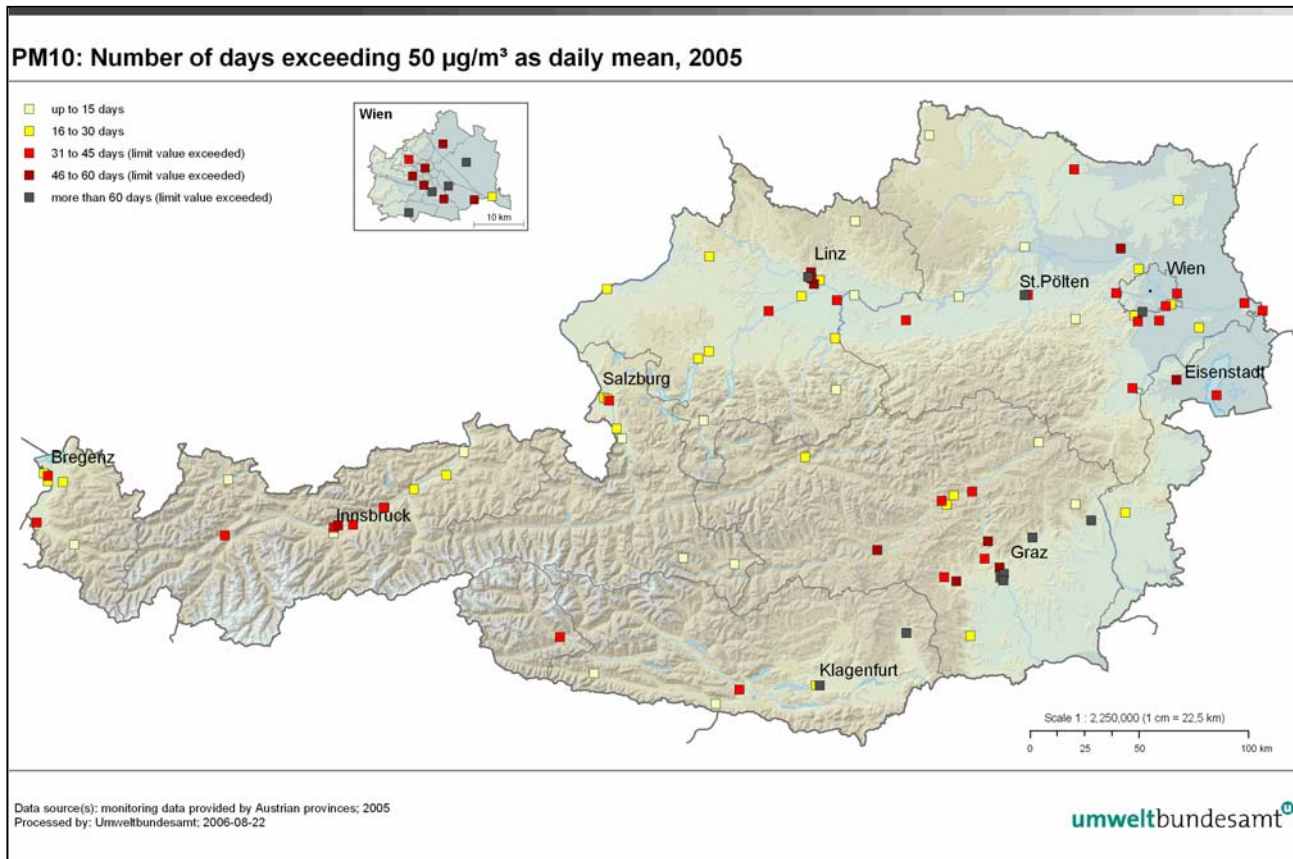 PM10: Number of days exceeding 50 µg/m³ as daily mean, 2005
up to 15 days
16 to 30 days
31 to 45 days (limit value exceeded)
46 to 60 days (limit value exceeded)
more than 60 days (limit value exceeded)
Wien
10 km
Linz
St.Pölten
Wien
Salzburg
Eisenstadt
Bregenz
Innsbruck
Graz
Klagenfurt
Scale 1 : 2,250,000 (1 cm = 22,5 km)
0 25 50 100 km
Data source(s): monitoring data provided by Austrian provinces; 2005
Processed by: Umweltbundesamt; 2006-08-22
umweltbundesamt u